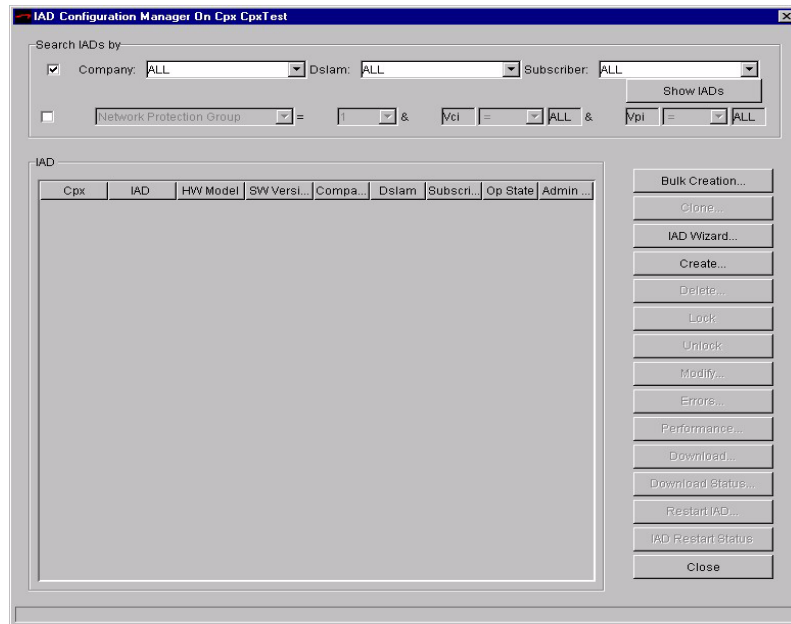 IAD Configuration Manager On Cpx CpxTest
Search IADs by
Company: ALL Dslam: ALL Subscriber: ALL
Show IADs
Network Protection Group = 1 & Vci = ALL & Vpi = ALL
IAD
Cpx IAD HW Model SW Versi... Compa... Dslam Subscri... Op State Admin ...
Bulk Creation...
Clone...
IAD Wizard...
Create...
Delete...
Lock
Unlock
Modify...
Errors...
Performance...
Download...
Download Status...
Restart IAD...
IAD Restart Status
Close